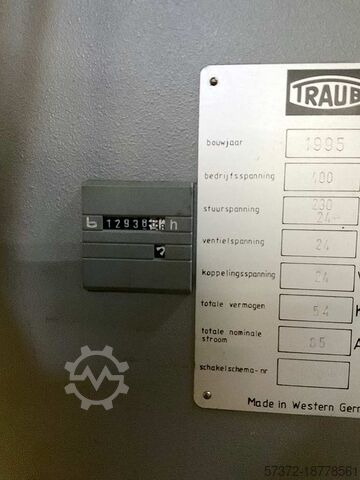 TRAUB
bouwjaar 1995
bedrijfsspanning 400
stuurspanning 230
24~
ventielspanning 24
b 12938 h
koppelingsspanning 24 V
totale vermogen 54 K
totale nominale
stroom 85 A
schakelschema-nr
Made in Western Ger
57372-18778561